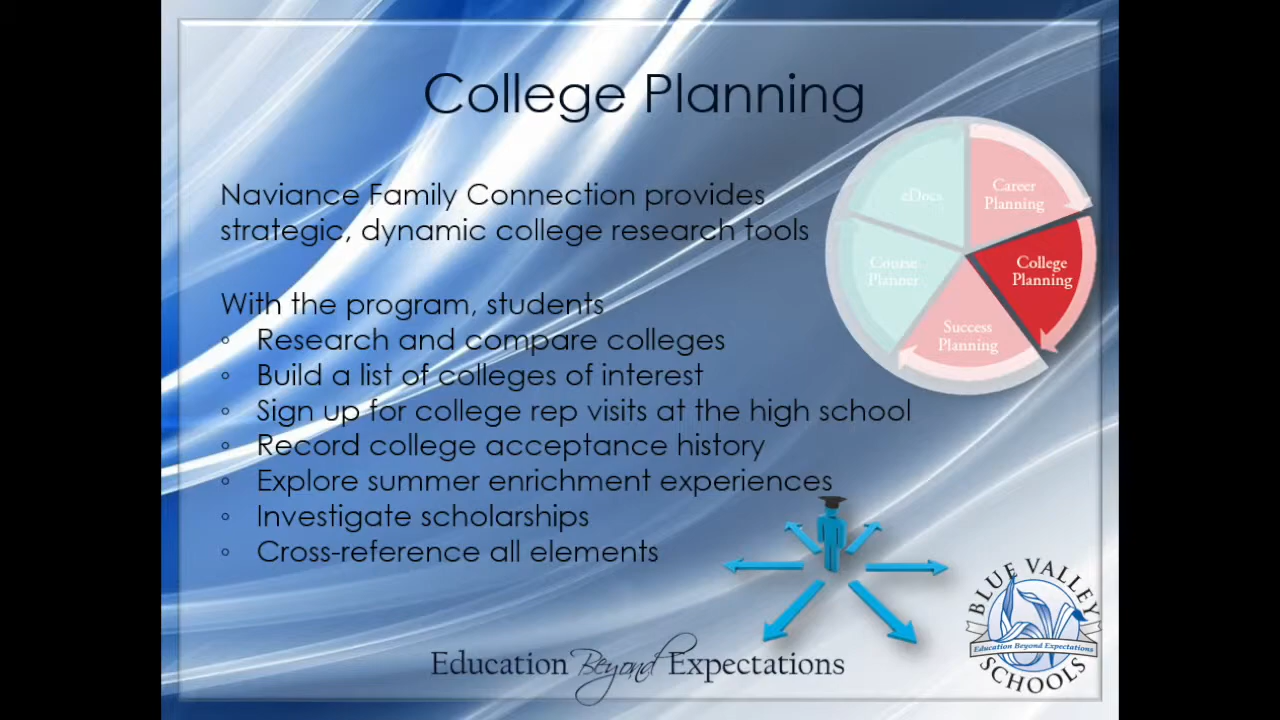 College Planning
Naviance Family Connection provides
strategic, dynamic college research tools
With the program, students
◦ Research and compare colleges
◦ Build a list of colleges of interest
◦ Sign up for college rep visits at the high school
◦ Record college acceptance history
◦ Explore summer enrichment experiences
◦ Investigate scholarships
◦ Cross-reference all elements
eDocs
Career
Planning
College
Planning
Success
Planning
Course
Planner
Education Beyond Expectations
BLUE VALLEY
Education Beyond Expectations
SCHOOLS